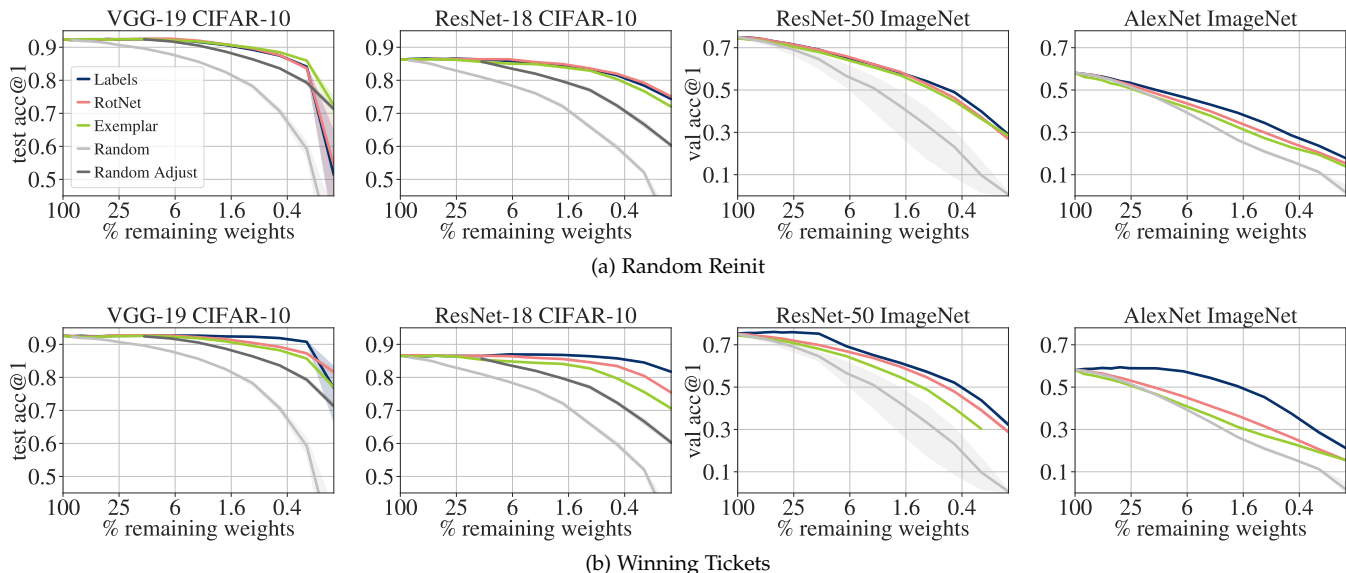 VGG-19 CIFAR-10
ResNet-18 CIFAR-10
ResNet-50 ImageNet
AlexNet ImageNet
test acc@1
0.9
0.8
0.7
0.6
0.5
Labels
RotNet
Exemplar
Random
Random Adjust
100 25 6 1.6 0.4
% remaining weights
0.9
0.8
0.7
0.6
0.5
100 25 6 1.6 0.4
% remaining weights
val acc@1
0.7
0.5
0.3
0.1
100 25 6 1.6 0.4
% remaining weights
0.7
0.5
0.3
0.1
100 25 6 1.6 0.4
% remaining weights
(a) Random Reinit
VGG-19 CIFAR-10
ResNet-18 CIFAR-10
ResNet-50 ImageNet
AlexNet ImageNet
test acc@1
0.9
0.8
0.7
0.6
0.5
100 25 6 1.6 0.4
% remaining weights
0.9
0.8
0.7
0.6
0.5
100 25 6 1.6 0.4
% remaining weights
val acc@1
0.7
0.5
0.3
0.1
100 25 6 1.6 0.4
% remaining weights
0.7
0.5
0.3
0.1
100 25 6 1.6 0.4
% remaining weights
(b) Winning Tickets